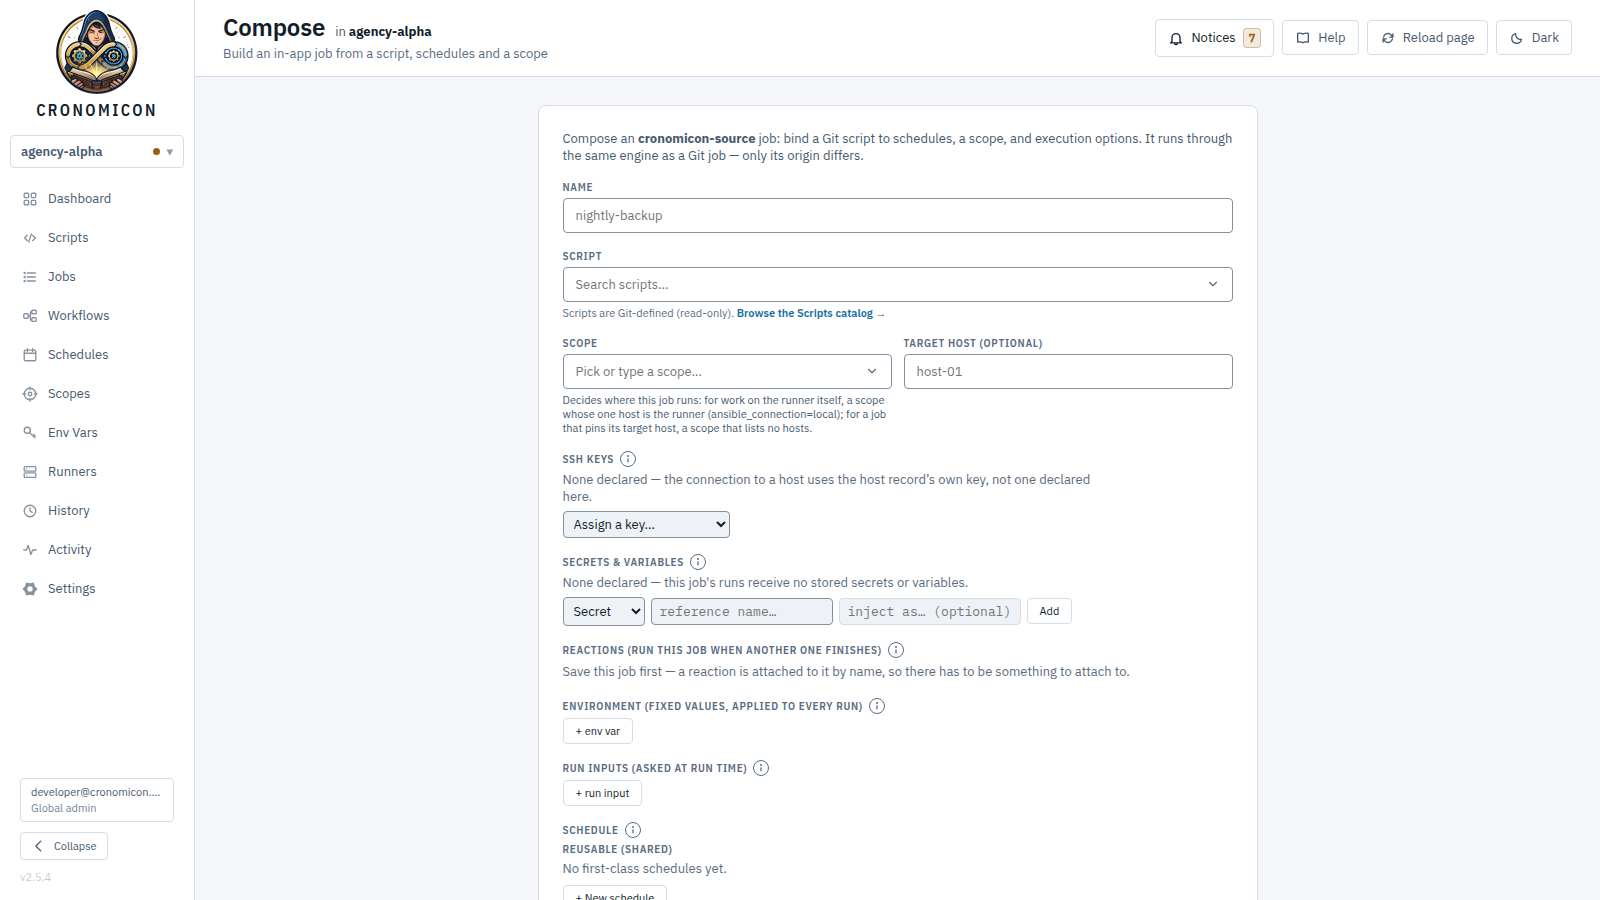 CRONOMICON
agency-alpha
Dashboard
Scripts
Jobs
Workflows
Schedules
Scopes
Env Vars
Runners
History
Activity
Settings
developer@cronomicon....
Global admin
Collapse
v2.5.4
Compose in agency-alpha
Build an in-app job from a script, schedules and a scope
Notices 7
Help
Reload page
Dark
Compose an cronomicon-source job: bind a Git script to schedules, a scope, and execution options. It runs through
the same engine as a Git job — only its origin differs.
NAME
nightly-backup
SCRIPT
Search scripts...
Scripts are Git-defined (read-only). Browse the Scripts catalog →
SCOPE
Pick or type a scope...
Decides where this job runs: for work on the runner itself, a scope
whose one host is the runner (ansible_connection=local); for a job
that pins its target host, a scope that lists no hosts.
TARGET HOST (OPTIONAL)
host-01
SSH KEYS
None declared — the connection to a host uses the host record’s own key, not one declared
here.
Assign a key...
SECRETS & VARIABLES
None declared — this job's runs receive no stored secrets or variables.
Secret
reference name…
inject as… (optional)
Add
REACTIONS (RUN THIS JOB WHEN ANOTHER ONE FINISHES)
Save this job first — a reaction is attached to it by name, so there has to be something to attach to.
ENVIRONMENT (FIXED VALUES, APPLIED TO EVERY RUN)
+ env var
RUN INPUTS (ASKED AT RUN TIME)
+ run input
SCHEDULE
REUSABLE (SHARED)
No first-class schedules yet.
+ New schedule